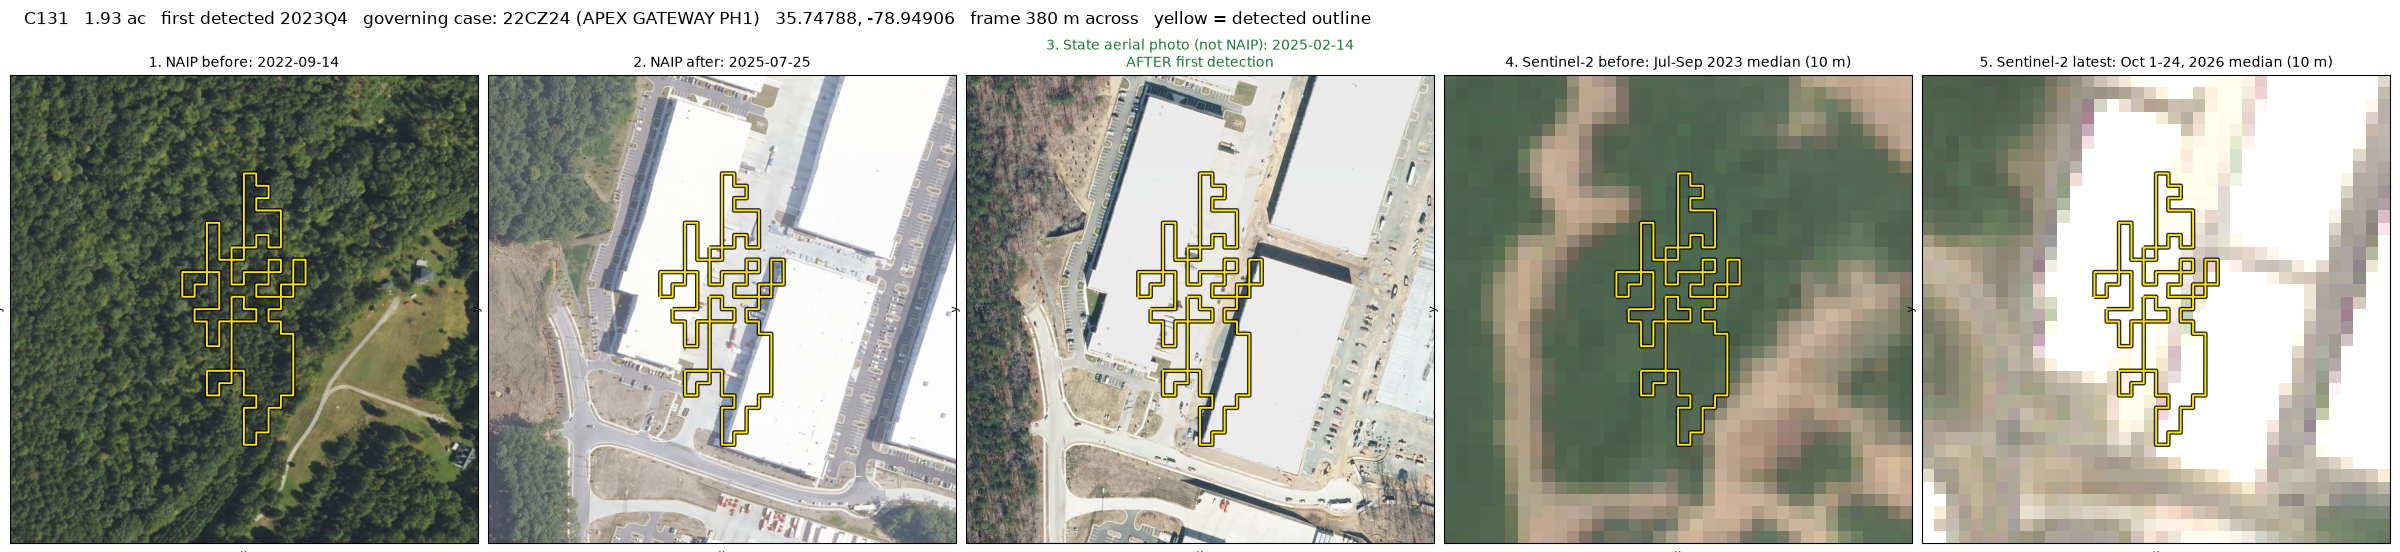 C131   1.93 ac   first detected 2023Q4   governing case: 22CZ24 (APEX GATEWAY PH1)   35.74788, -78.94906   frame 380 m across   yellow = detected outline
1. NAIP before: 2022-09-14
2. NAIP after: 2025-07-25
3. State aerial photo (not NAIP): 2025-02-14
AFTER first detection
4. Sentinel-2 before: Jul-Sep 2023 median (10 m)
5. Sentinel-2 latest: Oct 1-24, 2026 median (10 m)